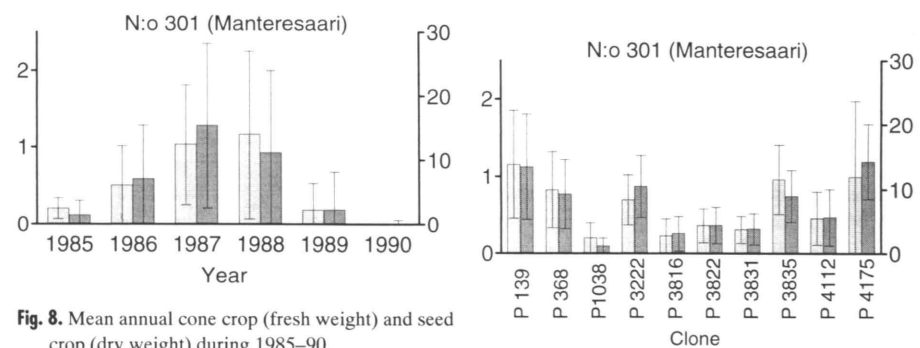 N:o 301 (Manteresaari)
30
2
20
1
10
0
0
1985 1986 1987 1988 1989 1990
Year
Fig. 8. Mean annual cone crop (fresh weight) and seed
crop (dry weight) during 1985–90
N:o 301 (Manteresaari)
30
2
20
1
10
0
0
P 139 P 368 P1038 P 3222 P 3816 P 3822 P 3831 P 3835 P 4112 P 4175
Clone